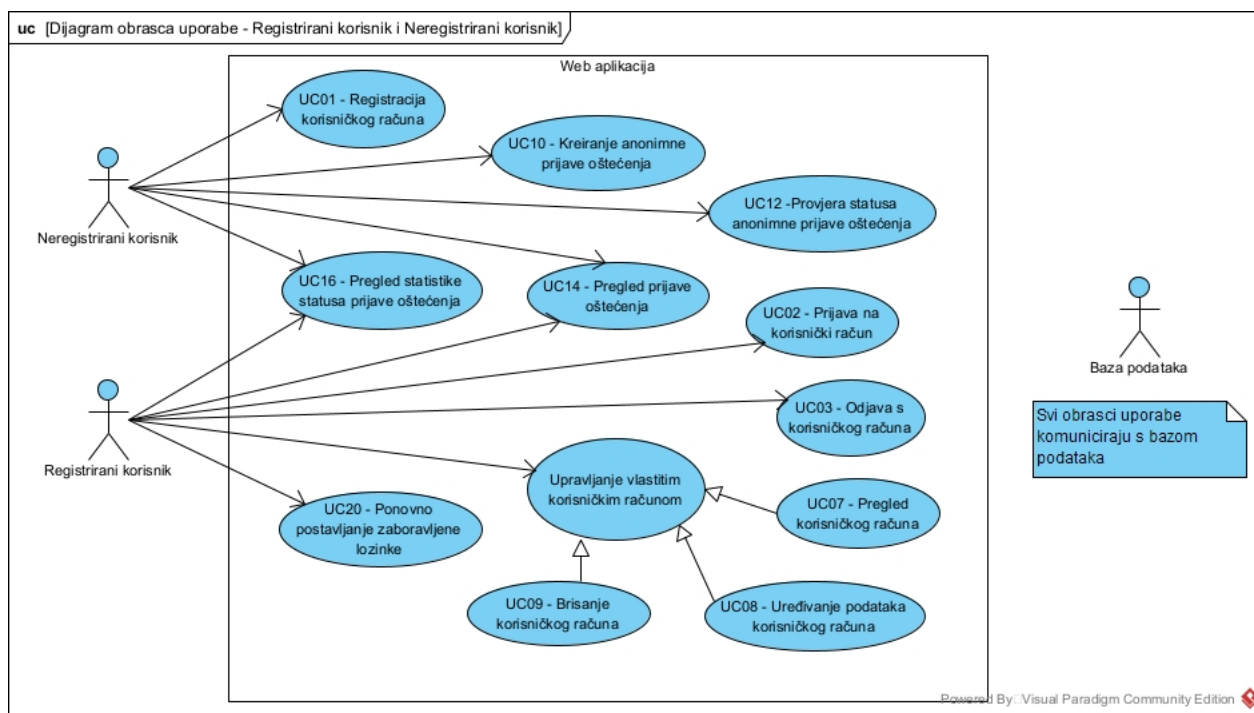 uc [Dijagram obrasca uporabe - Registrirani korisnik i Neregistrirani korisnik]
Web aplikacija
UC01 - Registracija
korisničkog računa
UC10 - Kreiranje anonimne
prijave oštećenja
UC12 -Provjera statusa
anonimne prijave oštećenja
Neregistrirani korisnik
UC16 - Pregled statistike
statusa prijave oštećenja
UC14 - Pregled prijave
oštećenja
UC02 - Prijava na
korisnički račun
Baza podataka
UC03 - Odjava s
korisničkog računa
Svi obrasci uporabe
komuniciraju s bazom
podataka
Registrirani korisnik
Upravljanje vlastitim
korisničkim računom
UC07 - Pregled
korisničkog računa
UC20 - Ponovno
postavljanje zaboravljene
lozinke
UC09 - Brisanje
korisničkog računa
UC08 - Uređivanje podataka
korisničkog računa
Powered By Visual Paradigm Community Edition